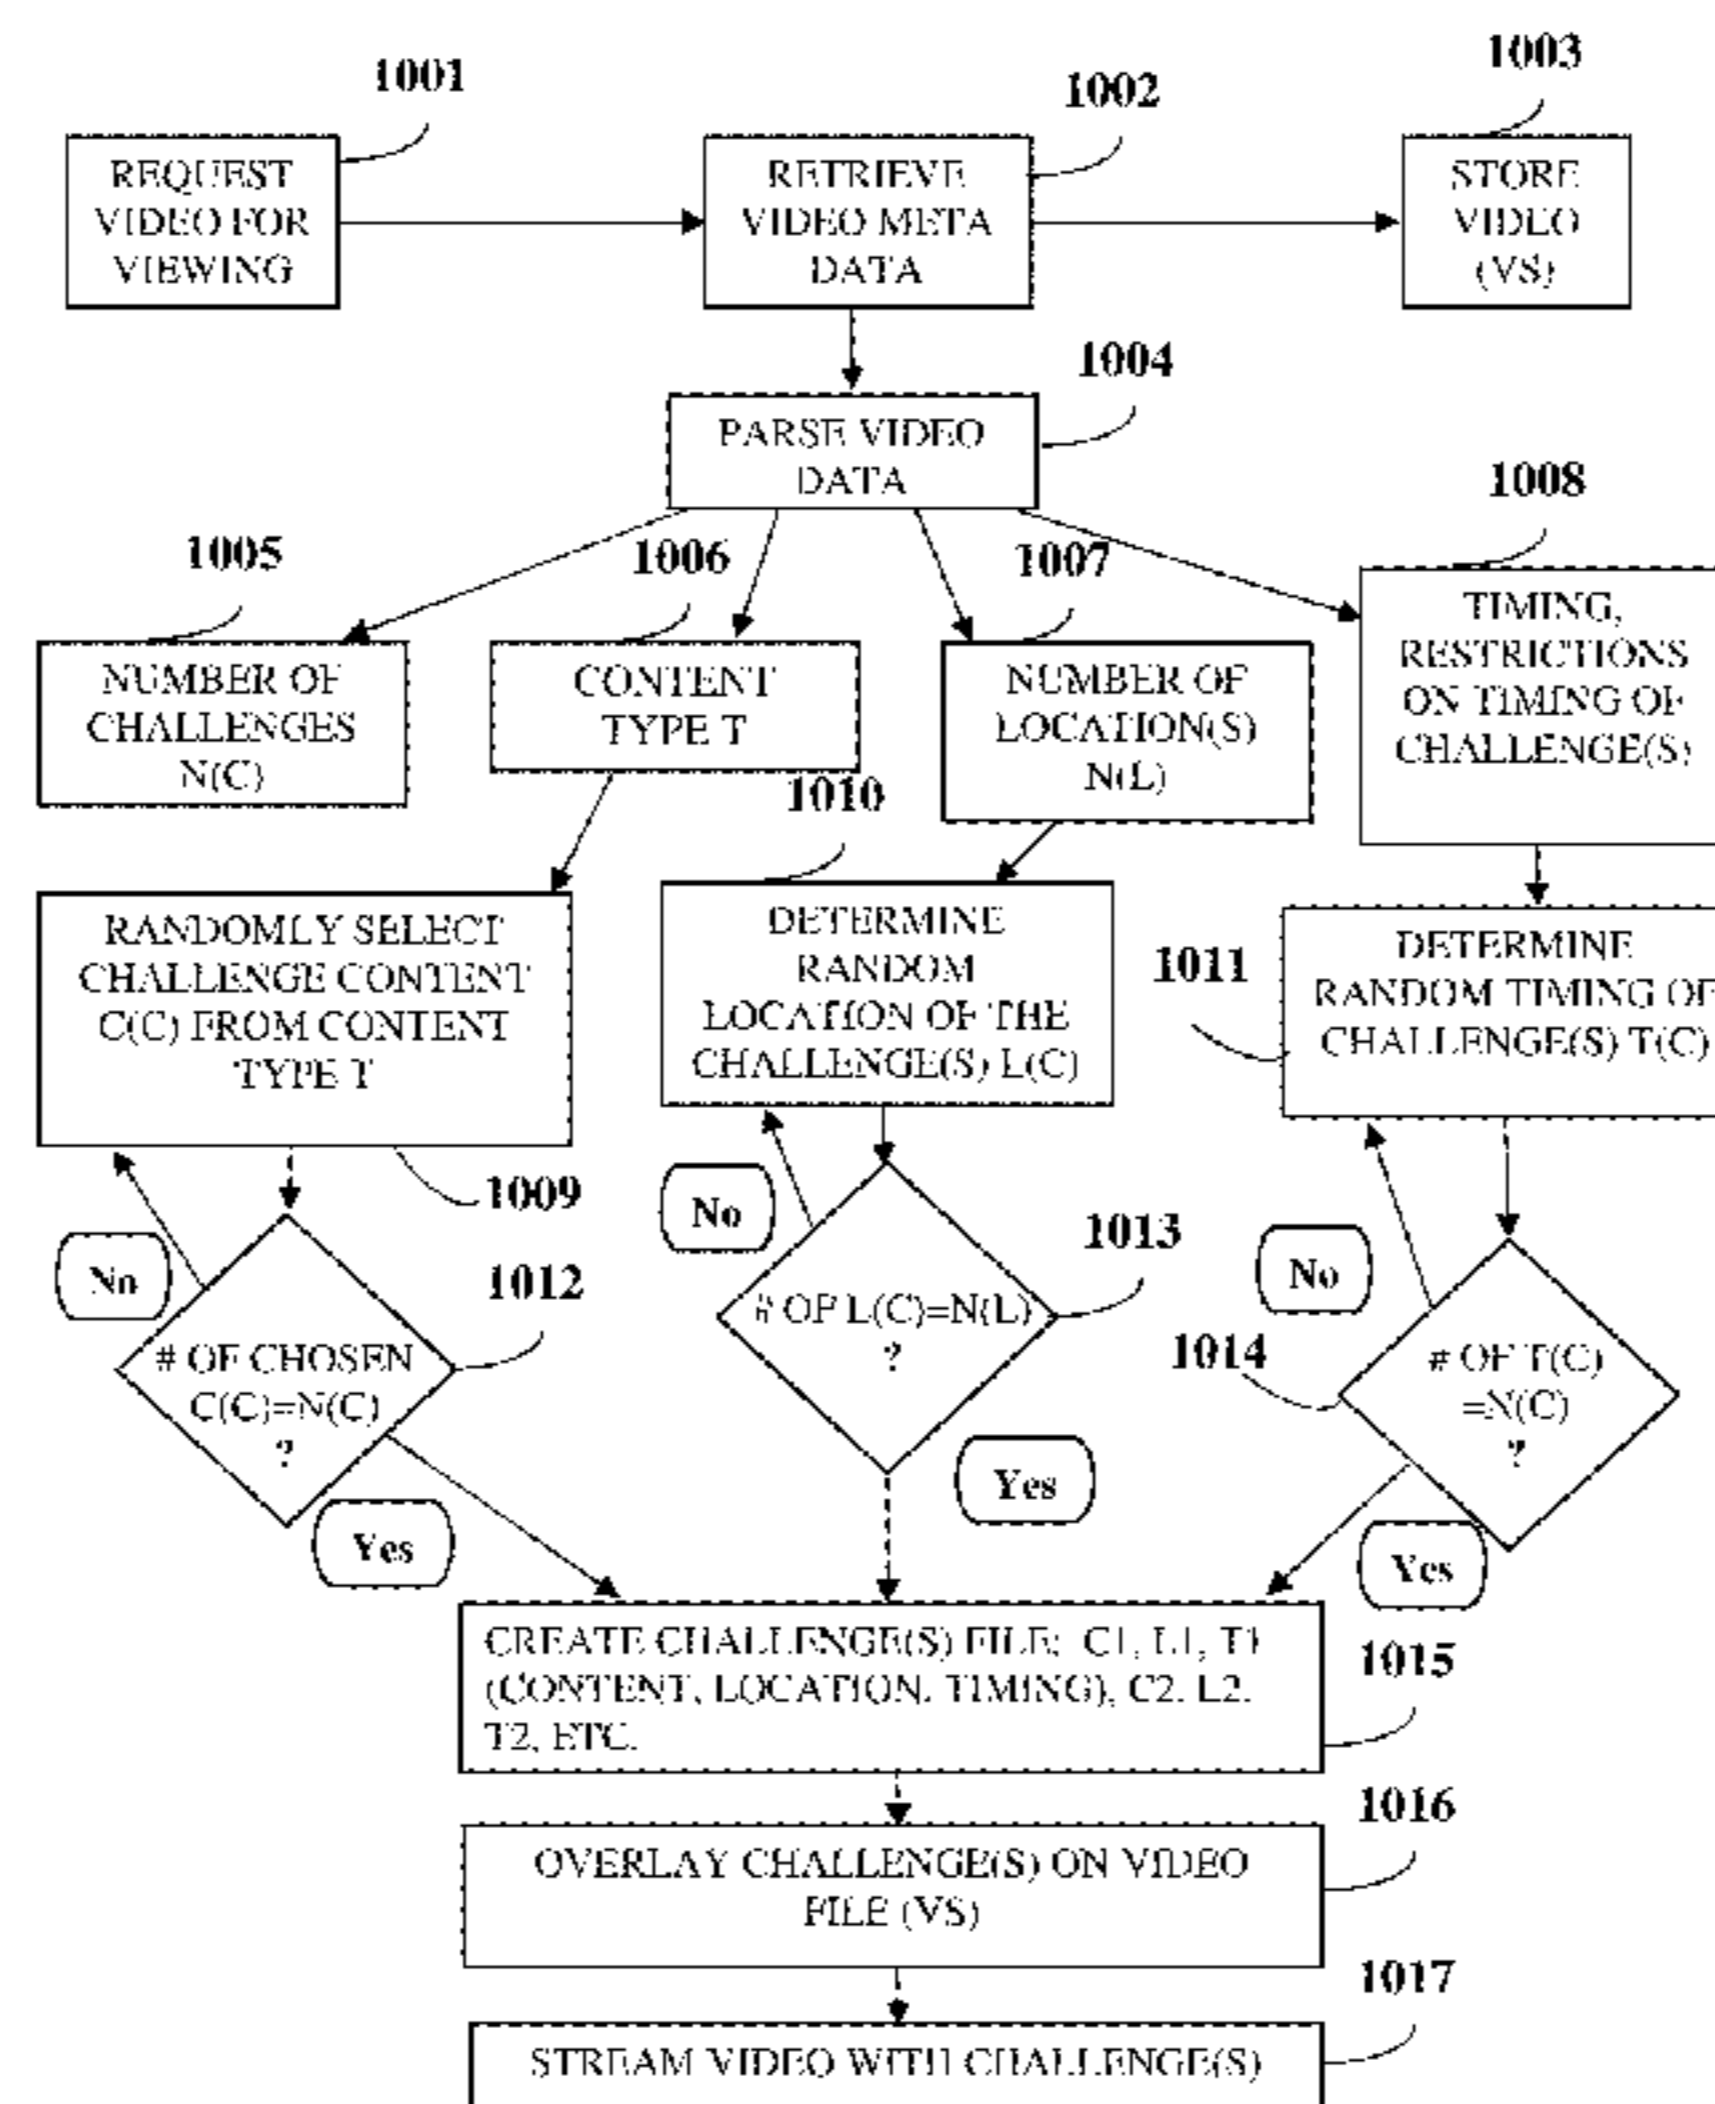 1001
1002
1003
REQUEST
VIDEO FOR
VIEWING
RETRIEVE
VIDEO META
DATA
STORE
VIDEO
(VS)
1004
PARSE VIDEO
DATA
1005
1006
1007
1008
NUMBER OF
CHALLENGES
N(C)
CONTENT
TYPE T
NUMBER OF
LOCATION(S)
N(L)
TIMING,
RESTRICTIONS
ON TIMING OF
CHALLENGE(S)
1010
RANDOMLY SELECT
CHALLENGE CONTENT
C(C) FROM CONTENT
TYPE T
1009
DETERMINE
RANDOM
LOCATION OF THE
CHALLENGE(S) L(C)
1011
DETERMINE
RANDOM TIMING OF
CHALLENGE(S) T(C)
No
1012
# OF CHOSEN
C(C)=N(C)
?
Yes
No
1013
# OF L(C)=N(L)
?
Yes
No
1014
# OF T(C)
=N(C)
?
Yes
CREATE CHALLENGE(S) FILE; C1, L1, T1
(CONTENT, LOCATION, TIMING), C2, L2,
T2, ETC.
1015
1016
OVERLAY CHALLENGE(S) ON VIDEO
FILE (VS)
1017
STREAM VIDEO WITH CHALLENGE(S)